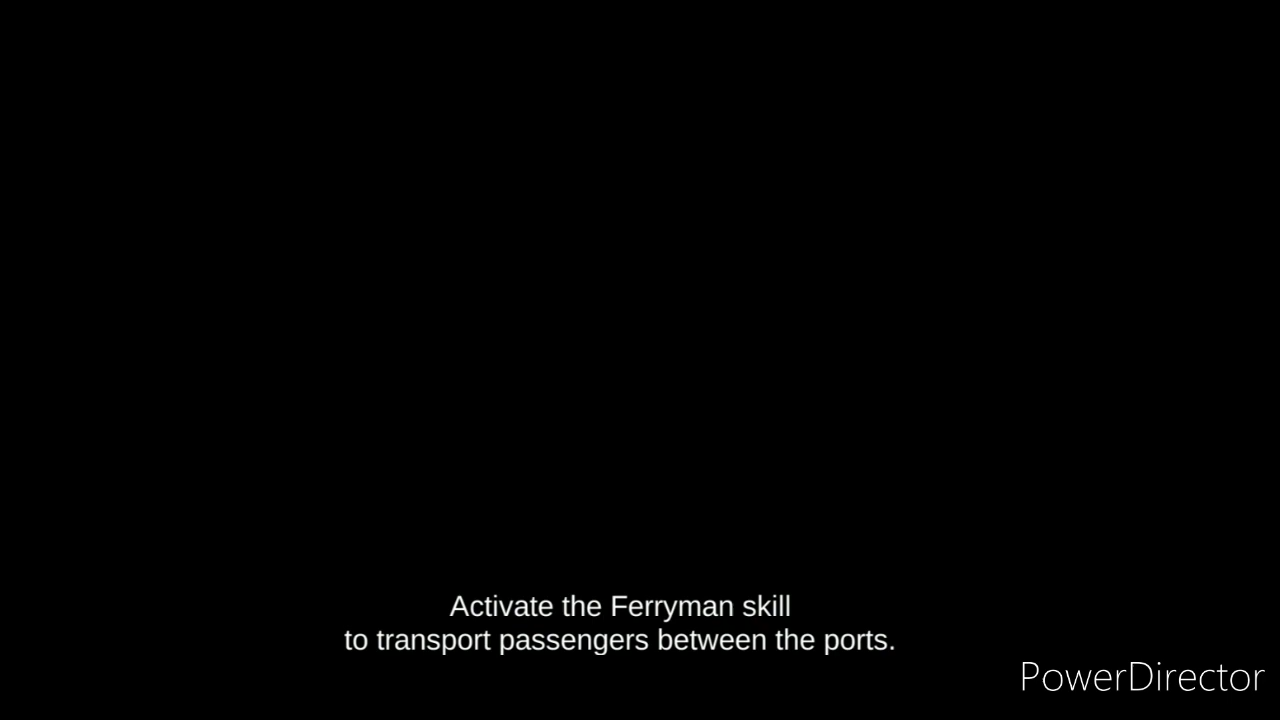 Activate the Ferryman skill
to transport passengers between the ports.
PowerDirector